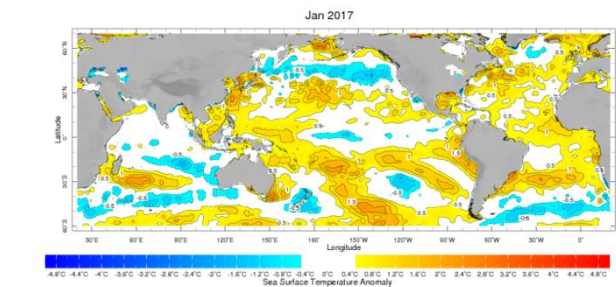 Jan 2017
60°N
30°N
Latitude
0°
30°S
60°S
30°E 60°E 90°E 120°E 150°E 180° 150°W 120°W 90°W 60°W 30°W 0°
Longitude
-4.8°C -4.4°C -4°C -3.6°C -3.2°C -2.8°C -2.4°C -2°C -1.6°C -1.2°C -0.8°C -0.4°C 0°C 0.4°C 0.8°C 1.2°C 1.6°C 2°C 2.4°C 2.8°C 3.2°C 3.6°C 4°C 4.4°C 4.8°C
Sea Surface Temperature Anomaly